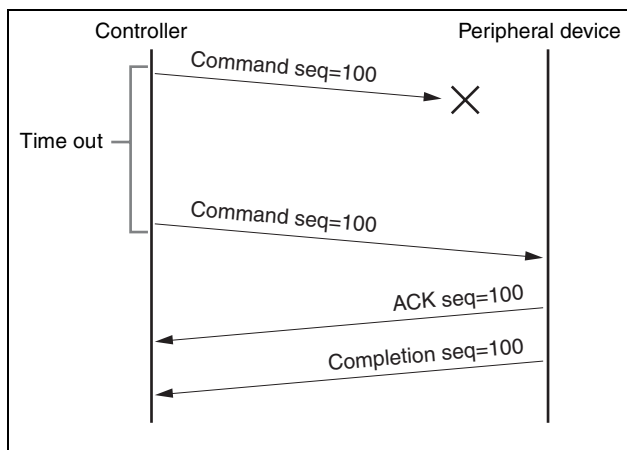 Controller
Peripheral device
Command seq=100
Time out
Command seq=100
ACK seq=100
Completion seq=100